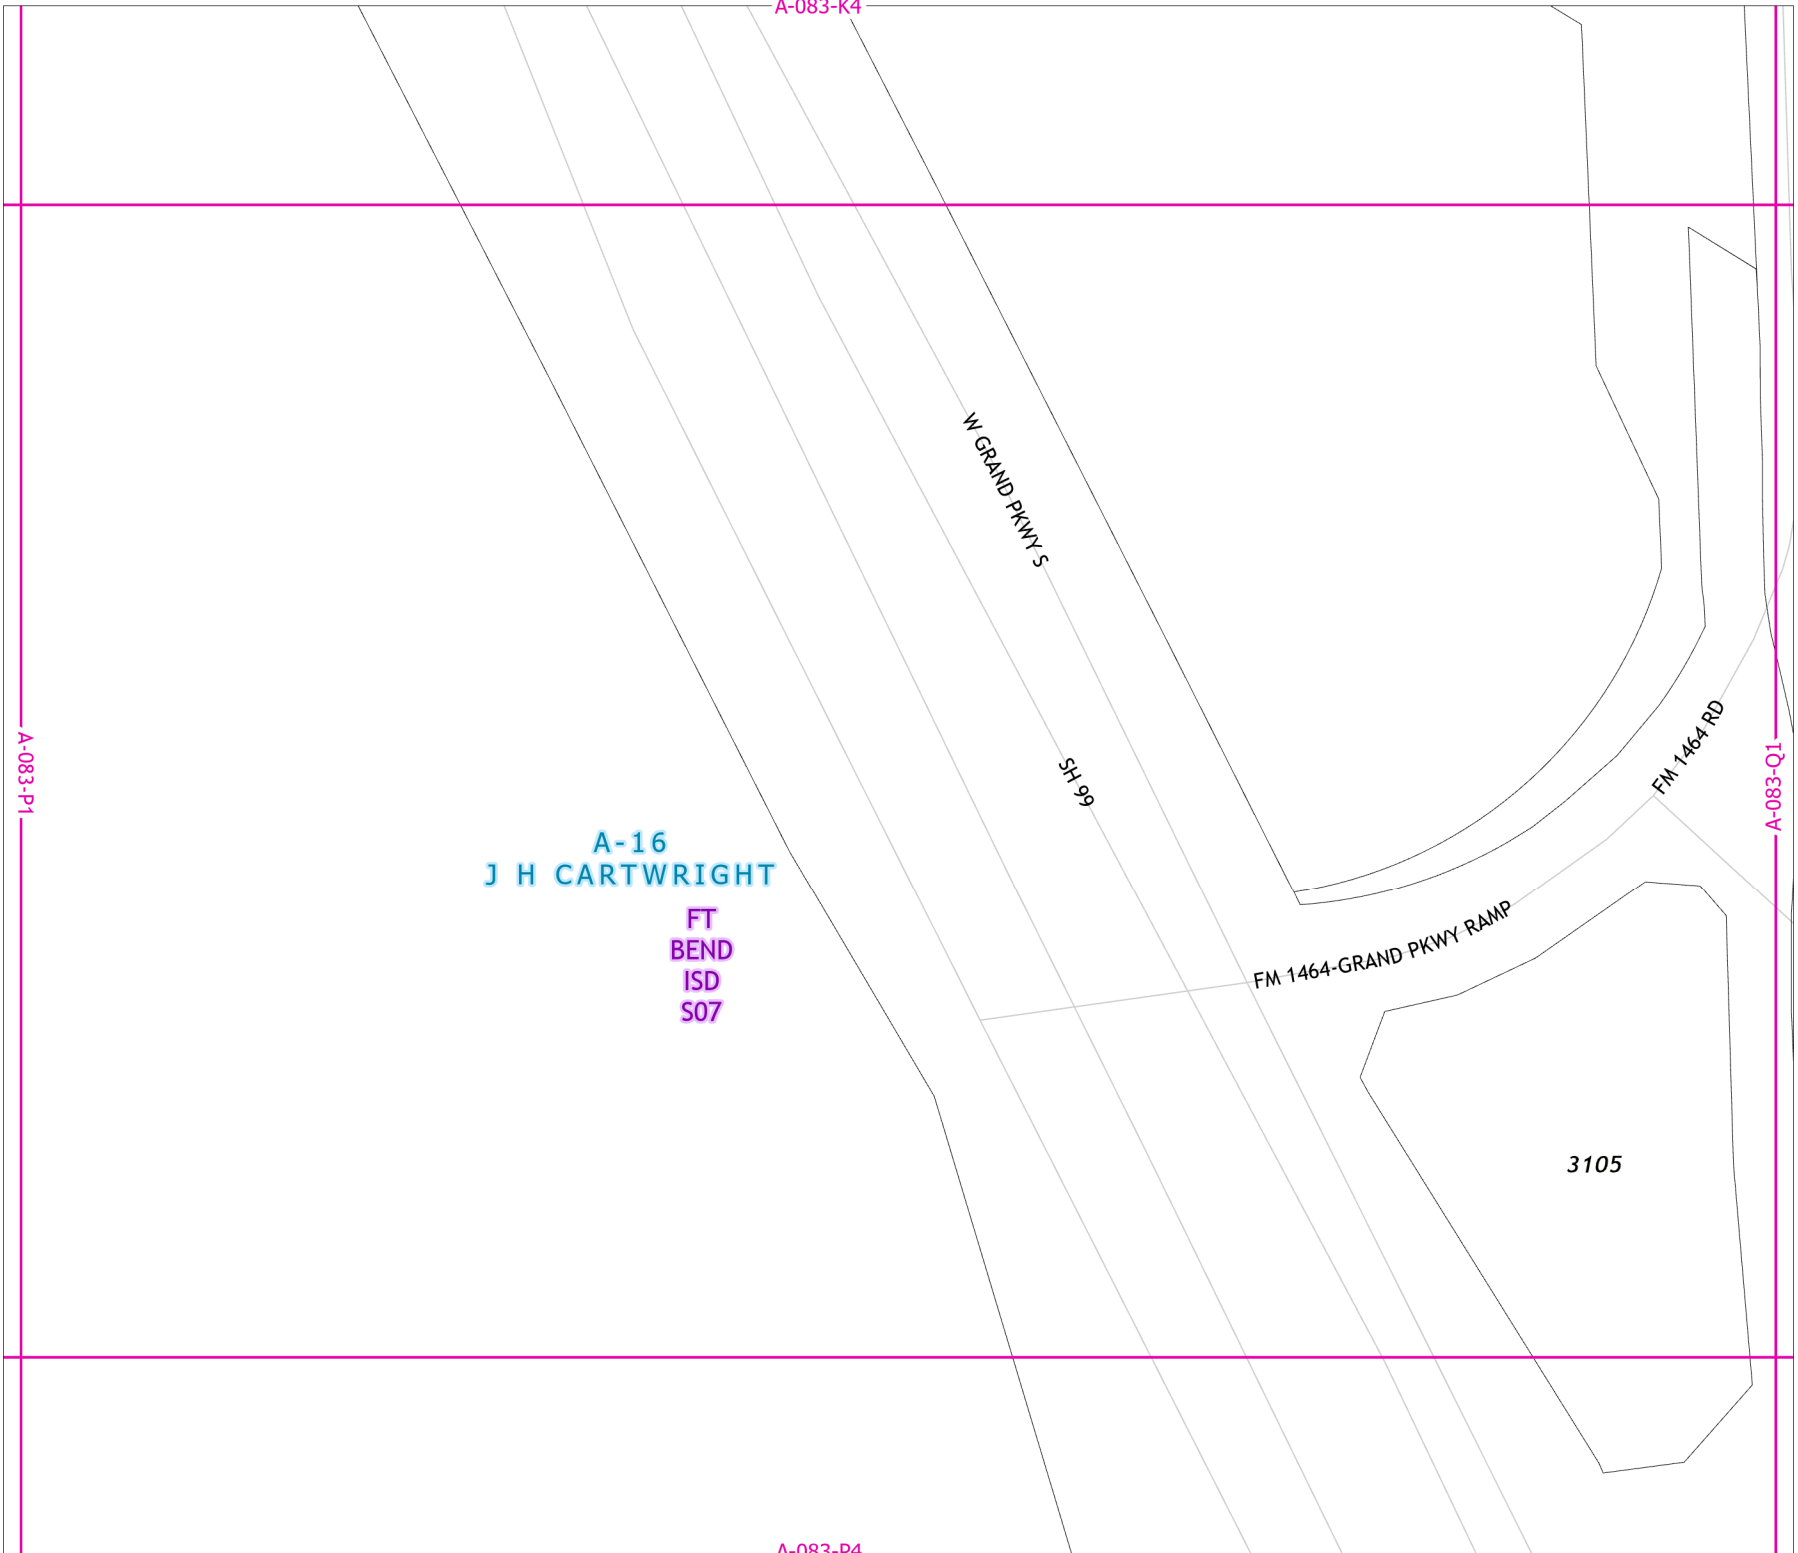 A-083-K4
W GRAND PKWY S
FM 1464 RD
A-083-P1
A-083-Q1
SH 99
A-16
J H CARTWRIGHT
FT
BEND
ISD
S07
FM 1464-GRAND PKWY RAMP
3105
A-083-P4